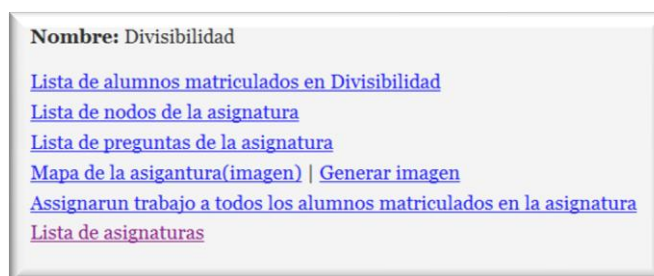 Nombre: Divisibilidad
Lista de alumnos matriculados en Divisibilidad
Lista de nodos de la asignatura
Lista de preguntas de la asignatura
Mapa de la asigantura(imagen) | Generar imagen
Assignarun trabajo a todos los alumnos matriculados en la asignatura
Lista de asignaturas